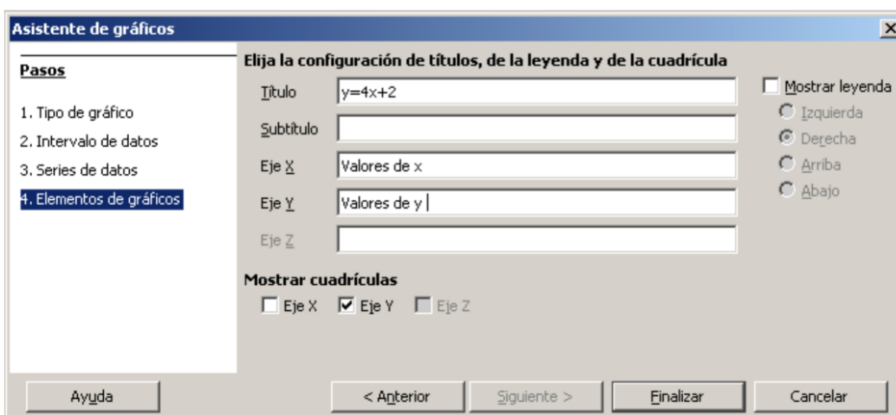 Asistente de gráficos
Pasos
1. Tipo de gráfico
2. Intervalo de datos
3. Series de datos
4. Elementos de gráficos
Elija la configuración de títulos, de la leyenda y de la cuadrícula
Título y=4x+2
Subtítulo
Eje X Valores de x
Eje Y Valores de y
Eje Z
Mostrar leyenda
Izquierda
Derecha
Arriba
Abajo
Mostrar cuadrículas
Eje X Eje Y Eje Z
Ayuda < Anterior Siguiente > Finalizar Cancelar